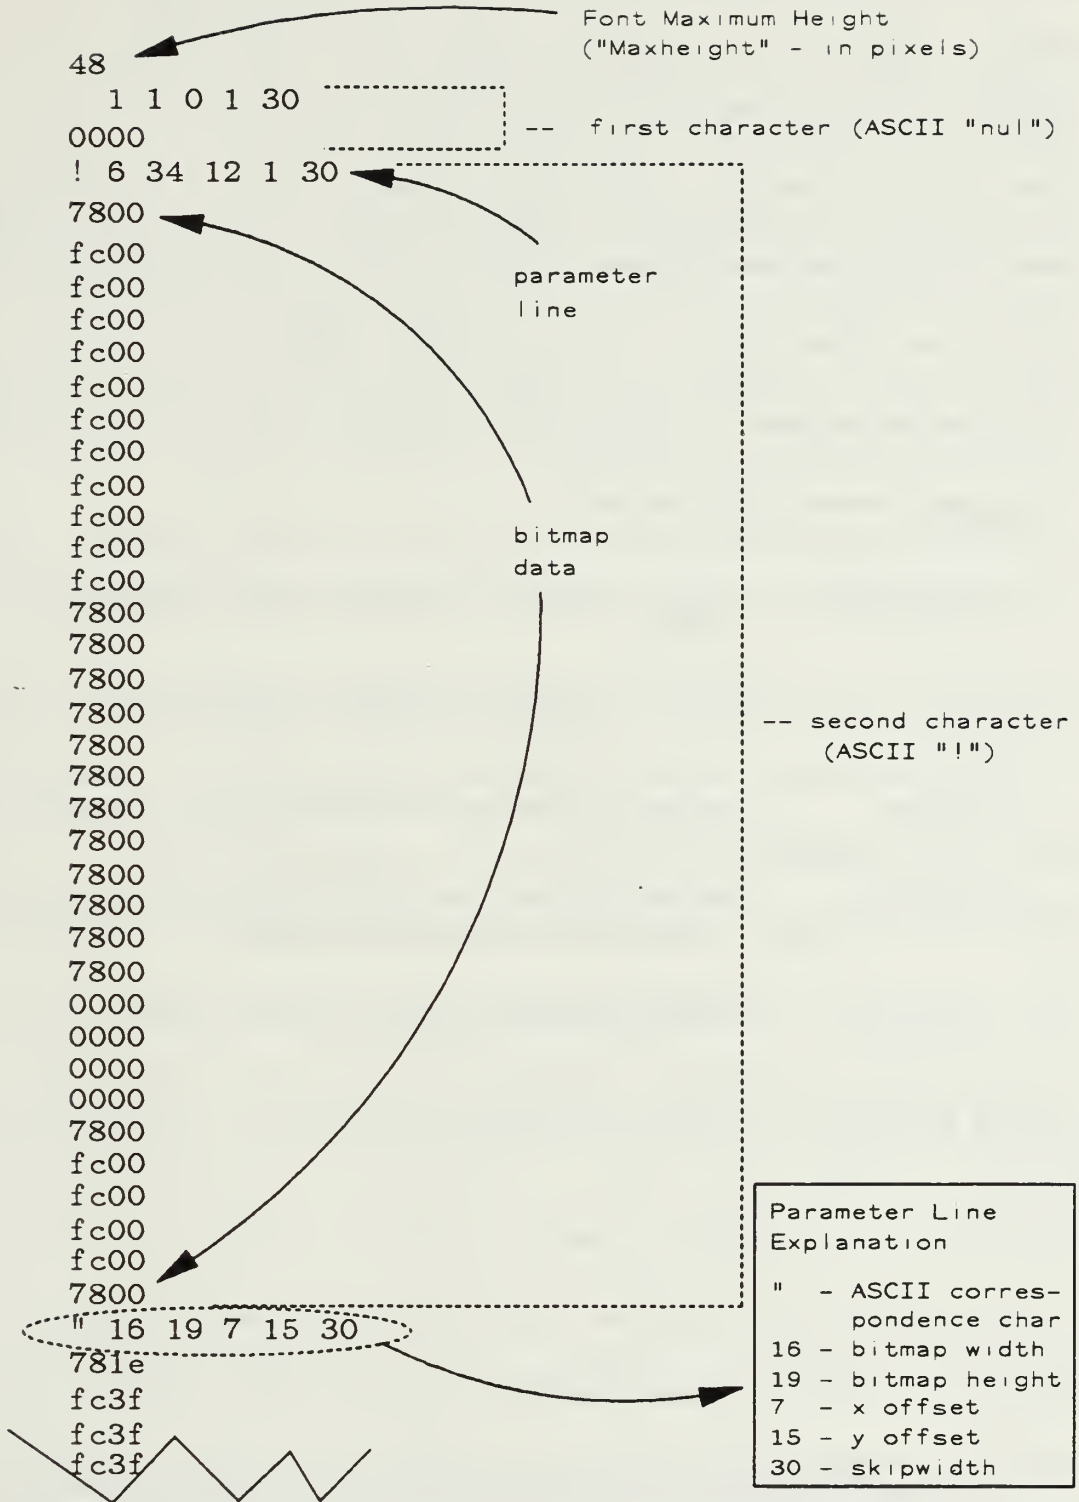 Font Maximum Height
("Maxheight" - in pixels)
48
1 1 0 1 30
0000
-- first character (ASCII "nul")
! 6 34 12 1 30
7800
fc00
fc00
fc00
fc00
fc00
fc00
fc00
fc00
fc00
fc00
fc00
7800
7800
7800
7800
7800
7800
7800
7800
7800
7800
7800
7800
0000
0000
0000
0000
7800
fc00
fc00
fc00
fc00
7800
parameter
line
bitmap
data
-- second character
(ASCII "!")
" 16 19 7 15 30
781e
fc3f
fc3f
fc3f
Parameter Line
Explanation
" - ASCII corres-
pondence char
16 - bitmap width
19 - bitmap height
7 - x offset
15 - y offset
30 - skipwidth